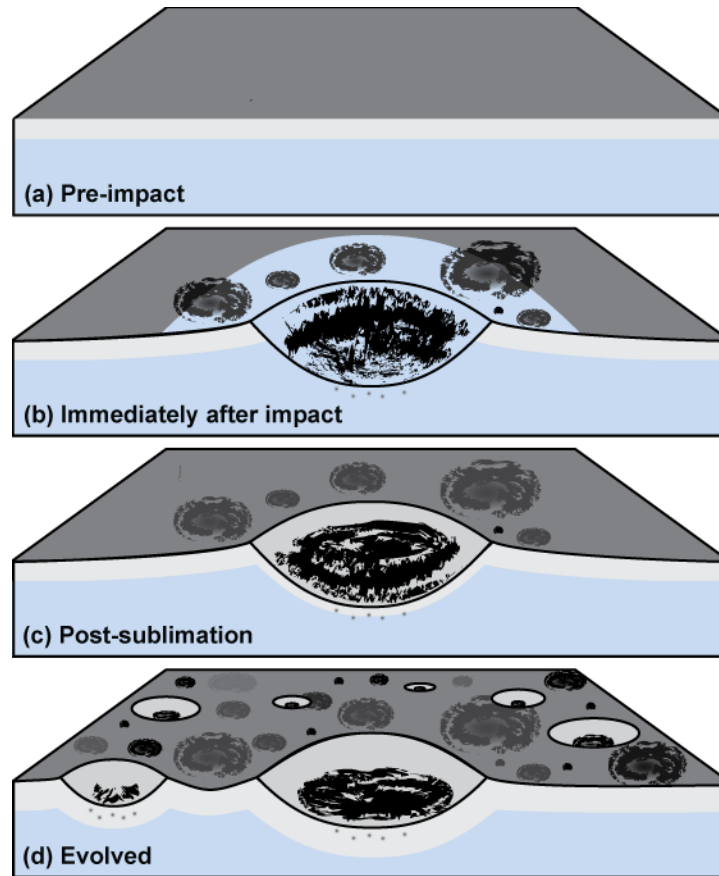 (a) Pre-impact
(b) Immediately after impact
(c) Post-sublimation
(d) Evolved